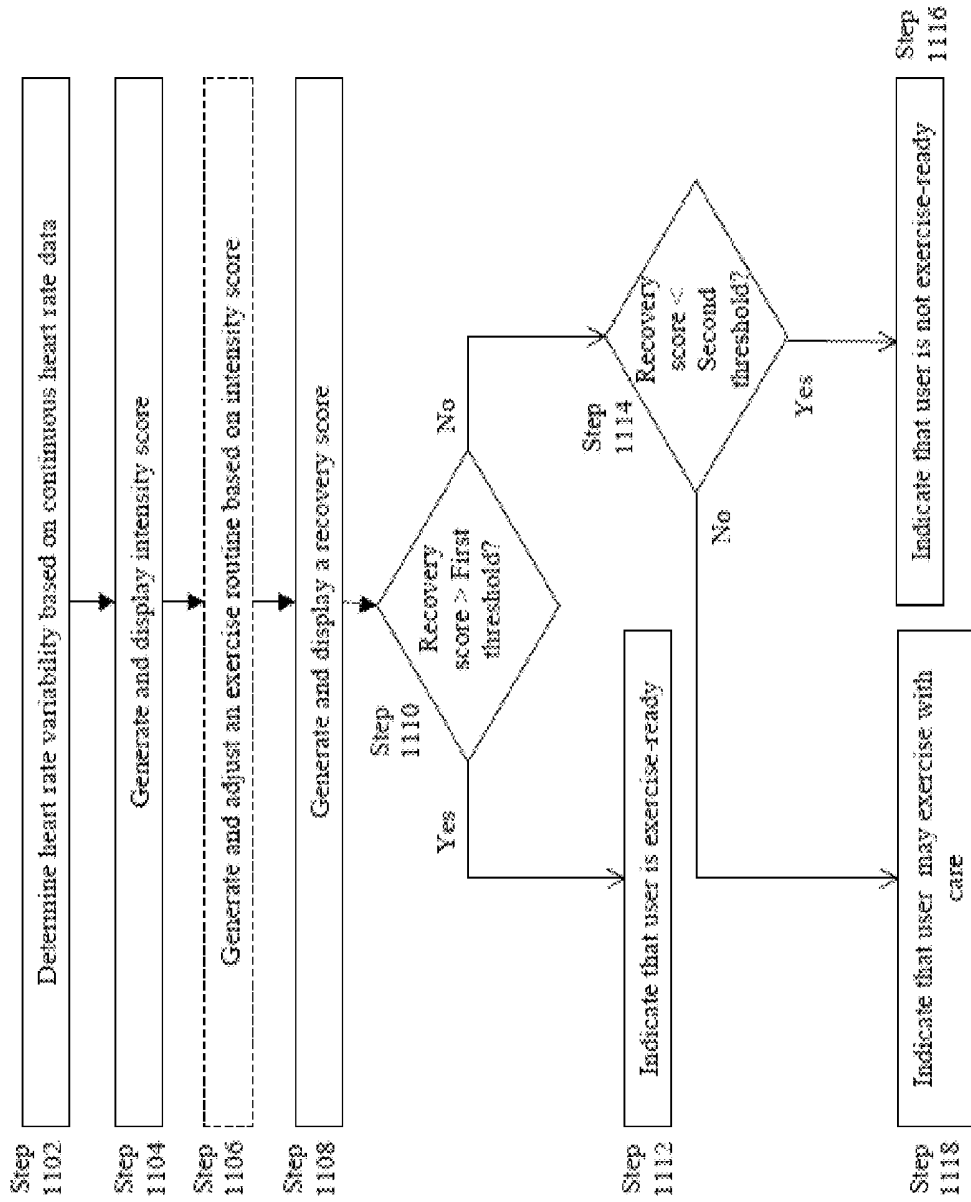 Step
1102
Determine heart rate variability based on continuous heart rate data
Step
1104
Generate and display intensity score
Step
1106
Generate and adjust an exercise routine based on intensity score
Step
1108
Generate and display a recovery score
Step
1110
Recovery
score > First
threshold?
Yes
No
Step
1112
Indicate that user is exercise-ready
Step
1114
Recovery
score <
Second
threshold?
No
Yes
Step
1118
Indicate that user may exercise with
care
Indicate that user is not exercise-ready
Step
1116